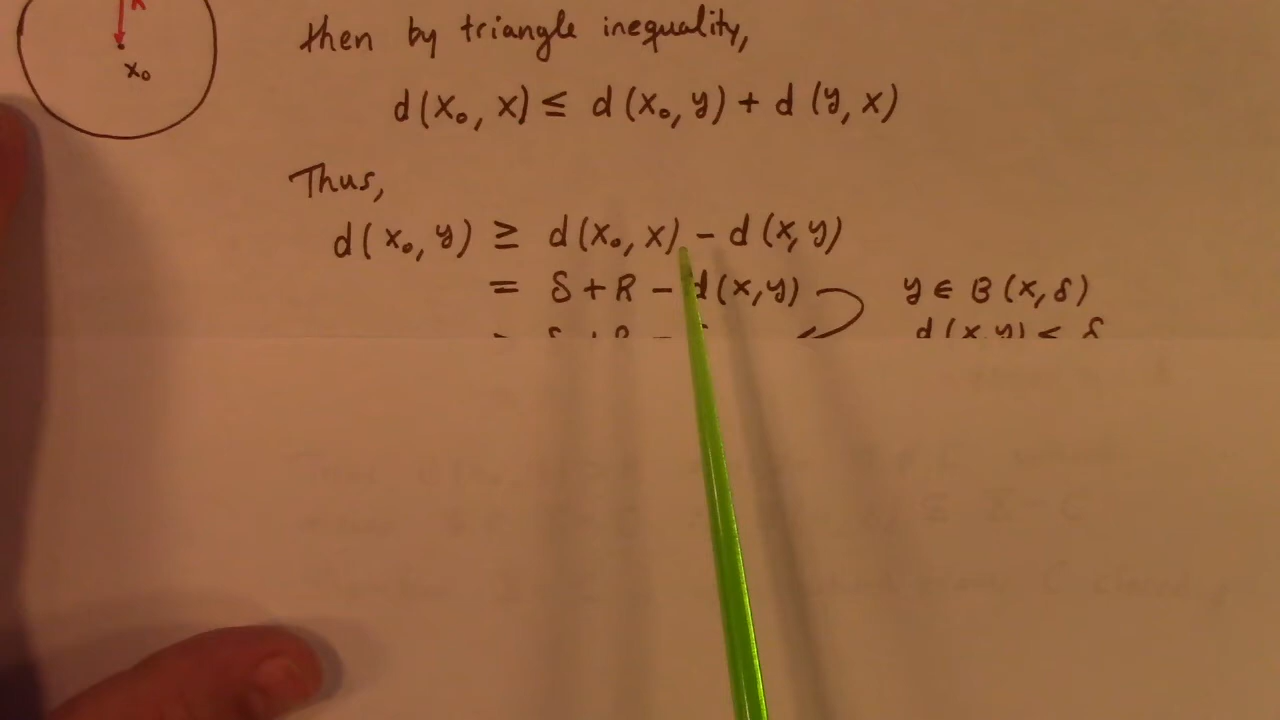 R
x₀
then by triangle inequality,
d(x₀, x) ≤ d(x₀, y) + d(y, x)
Thus,
d(x₀, y) ≥ d(x₀, x) - d(x, y)
= δ + R - d(x, y) y ∈ B(x, δ)
d(x, y) < δ